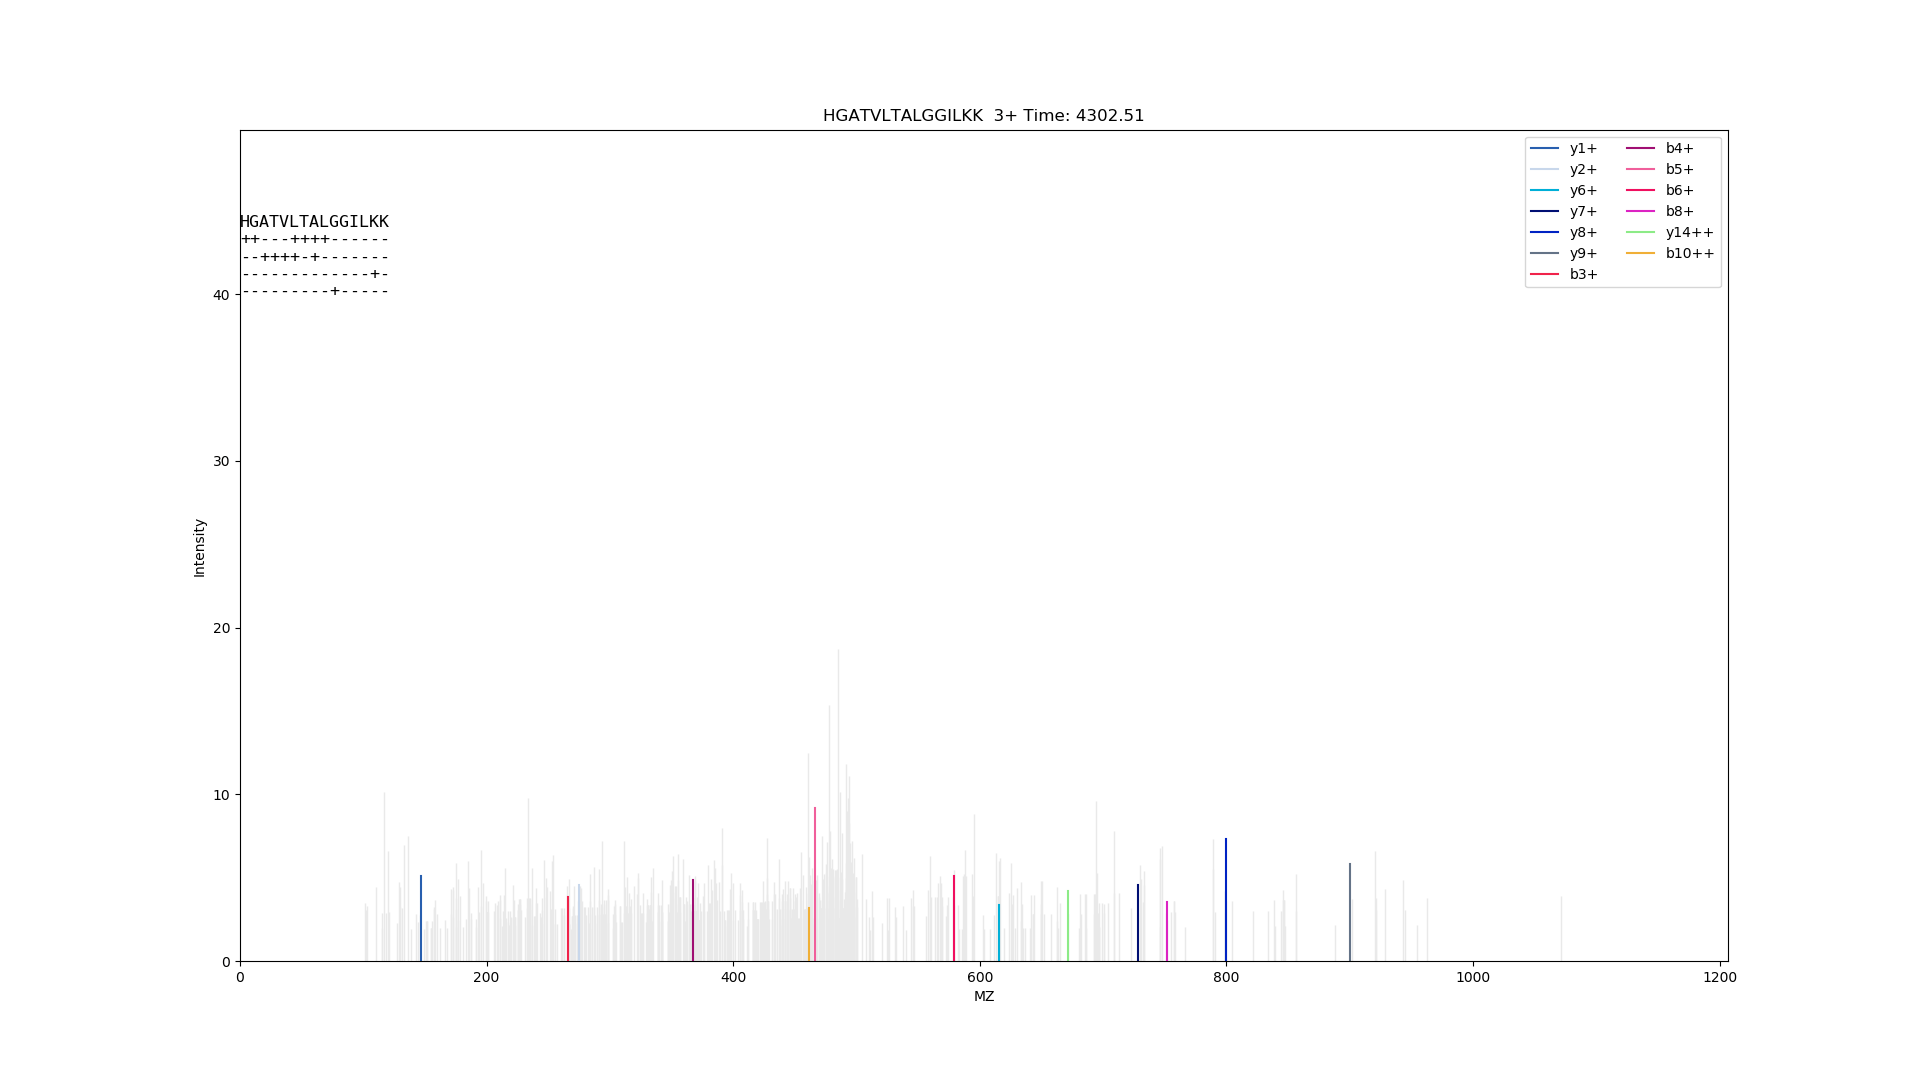 HGATVLTALGGILKK  3+ Time: 4302.51
y1+ b4+
y2+ b5+
y6+ b6+
y7+ b8+
y8+ y14++
y9+ b10++
b3+
HGATVLTALGGILKK
++---++++------
--++++-+-------
-------------+-
---------+-----
40
30
20
10
0
Intensity
0 200 400 600 800 1000 1200
MZ